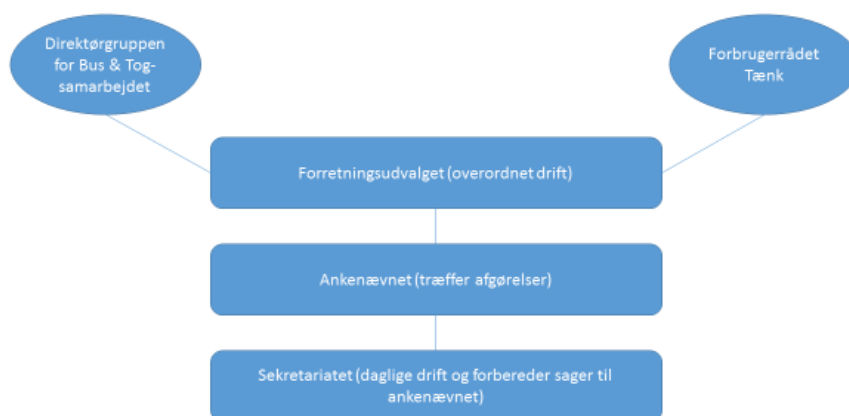 Direktørgruppen
for Bus & Tog-
samarbejdet
Forbrugerrådet
Tænk
Forretningsudvalget (overordnet drift)
Ankenævnet (træffer afgørelser)
Sekretariatet (daglige drift og forbereder sager til
ankenævnet)